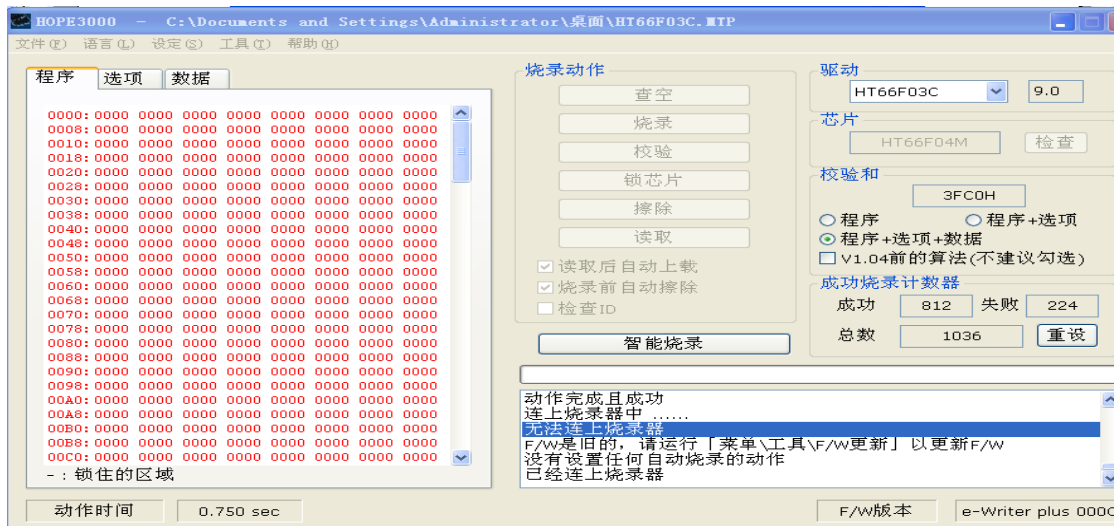 HOPE3000 - C:\Documents and Settings\Administrator\桌面\HT66F03C.MTP
文件(F) 语言(L) 设定(S) 工具(T) 帮助(H)
程序 选项 数据
0000:0000 0000 0000 0000 0000 0000 0000 0000
0008:0000 0000 0000 0000 0000 0000 0000 0000
0010:0000 0000 0000 0000 0000 0000 0000 0000
0018:0000 0000 0000 0000 0000 0000 0000 0000
0020:0000 0000 0000 0000 0000 0000 0000 0000
0028:0000 0000 0000 0000 0000 0000 0000 0000
0030:0000 0000 0000 0000 0000 0000 0000 0000
0038:0000 0000 0000 0000 0000 0000 0000 0000
0040:0000 0000 0000 0000 0000 0000 0000 0000
0048:0000 0000 0000 0000 0000 0000 0000 0000
0050:0000 0000 0000 0000 0000 0000 0000 0000
0058:0000 0000 0000 0000 0000 0000 0000 0000
0060:0000 0000 0000 0000 0000 0000 0000 0000
0068:0000 0000 0000 0000 0000 0000 0000 0000
0070:0000 0000 0000 0000 0000 0000 0000 0000
0078:0000 0000 0000 0000 0000 0000 0000 0000
0080:0000 0000 0000 0000 0000 0000 0000 0000
0088:0000 0000 0000 0000 0000 0000 0000 0000
0090:0000 0000 0000 0000 0000 0000 0000 0000
0098:0000 0000 0000 0000 0000 0000 0000 0000
00A0:0000 0000 0000 0000 0000 0000 0000 0000
00A8:0000 0000 0000 0000 0000 0000 0000 0000
00B0:0000 0000 0000 0000 0000 0000 0000 0000
00B8:0000 0000 0000 0000 0000 0000 0000 0000
00C0:0000 0000 0000 0000 0000 0000 0000 0000
-:锁住的区域
烧录动作
查空
烧录
校验
锁芯片
擦除
读取
读取后自动上载
烧录前自动擦除
检查ID
智能烧录
驱动
HT66F03C 9.0
芯片
HT66F04M 检查
校验和
3FC0H
程序 程序+选项
程序+选项+数据
V1.04前的算法(不建议勾选)
成功烧录计数器
成功 812 失败 224
总数 1036 重设
动作完成且成功
连上烧录器中 ......
无法连上烧录器
F/W是旧的，请运行「菜单\工具\F/W更新」以更新F/W
没有设置任何自动烧录的动作
已经连上烧录器
动作时间 0.750 sec F/W版本 e-Writer plus 000